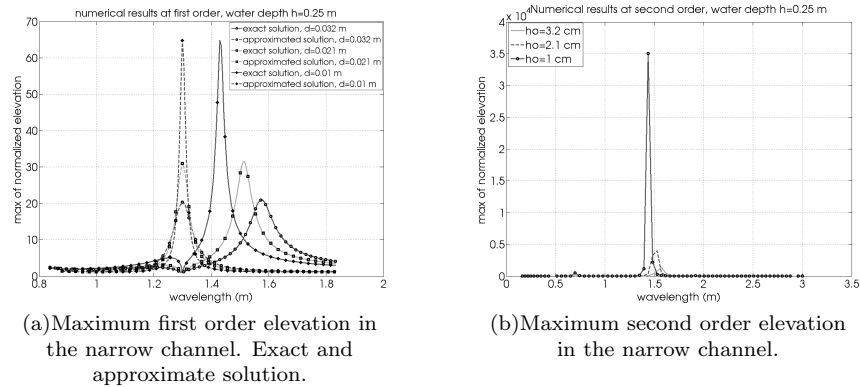 numerical results at first order, water depth h=0.25 m
max of normalized elevation
70
60
50
40
30
20
10
0
exact solution, d=0.032 m
approximated solution, d=0.032 m
exact solution, d=0.021 m
approximated solution, d=0.021 m
exact solution, d=0.01 m
approximated solution, d=0.01 m
0.8 1 1.2 1.4 1.6 1.8 2
wavelength (m)
(a)Maximum first order elevation in
the narrow channel. Exact and
approximate solution.
x 10⁴
Numerical results at second order, water depth h=0.25 m
max of normalized elevation
4
3.5
3
2.5
2
1.5
1
0.5
0
ho=3.2 cm
ho=2.1 cm
ho=1 cm
0 0.5 1 1.5 2 2.5 3 3.5
wavelength (m)
(b)Maximum second order elevation
in the narrow channel.